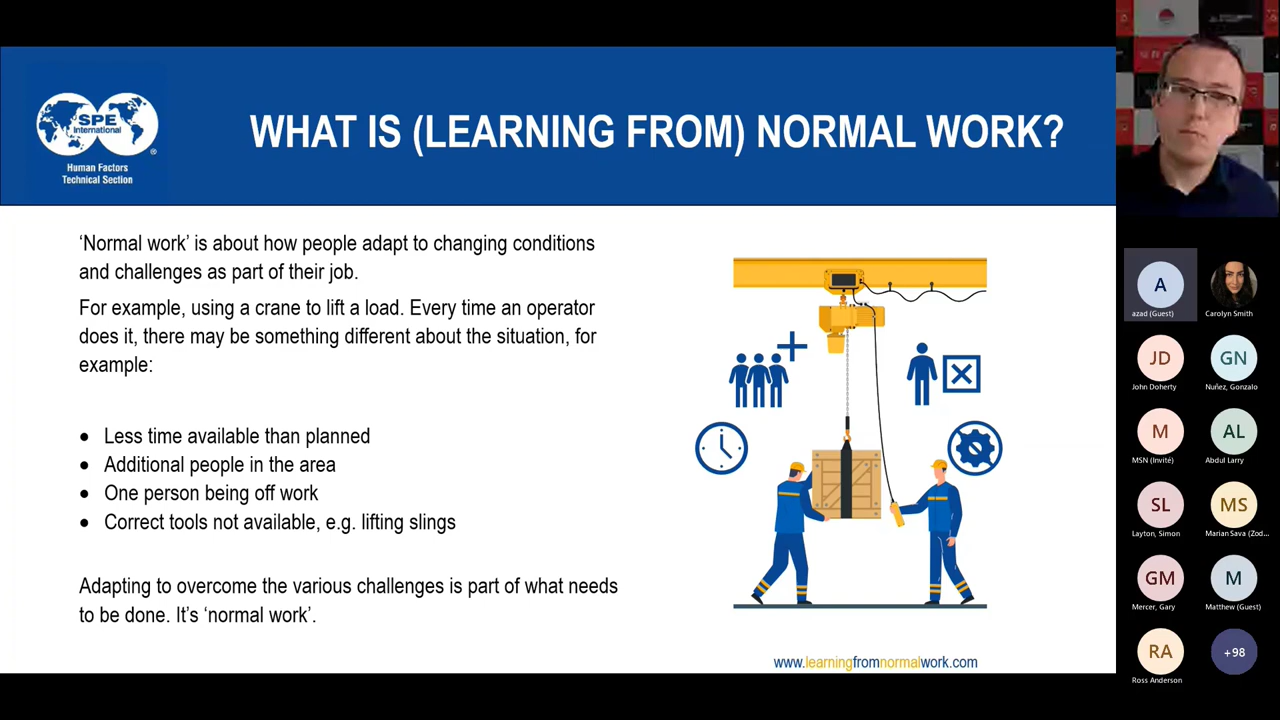 WHAT IS (LEARNING FROM) NORMAL WORK?
SPE
International
®
Human Factors
Technical Section
‘Normal work’ is about how people adapt to changing conditions
and challenges as part of their job.
For example, using a crane to lift a load. Every time an operator
does it, there may be something different about the situation, for
example:
• Less time available than planned
• Additional people in the area
• One person being off work
• Correct tools not available, e.g. lifting slings
Adapting to overcome the various challenges is part of what needs
to be done. It’s ‘normal work’.
www.learningfromnormalwork.com
A
azad (Guest)
Carolyn Smith
JD
John Doherty
GN
Nuñez, Gonzalo
M
MSN (Invité)
AL
Abdul Larry
SL
Layton, Simon
MS
Marian Sava (Zod...
GM
Mercer, Gary
M
Matthew (Guest)
RA
Ross Anderson
+98